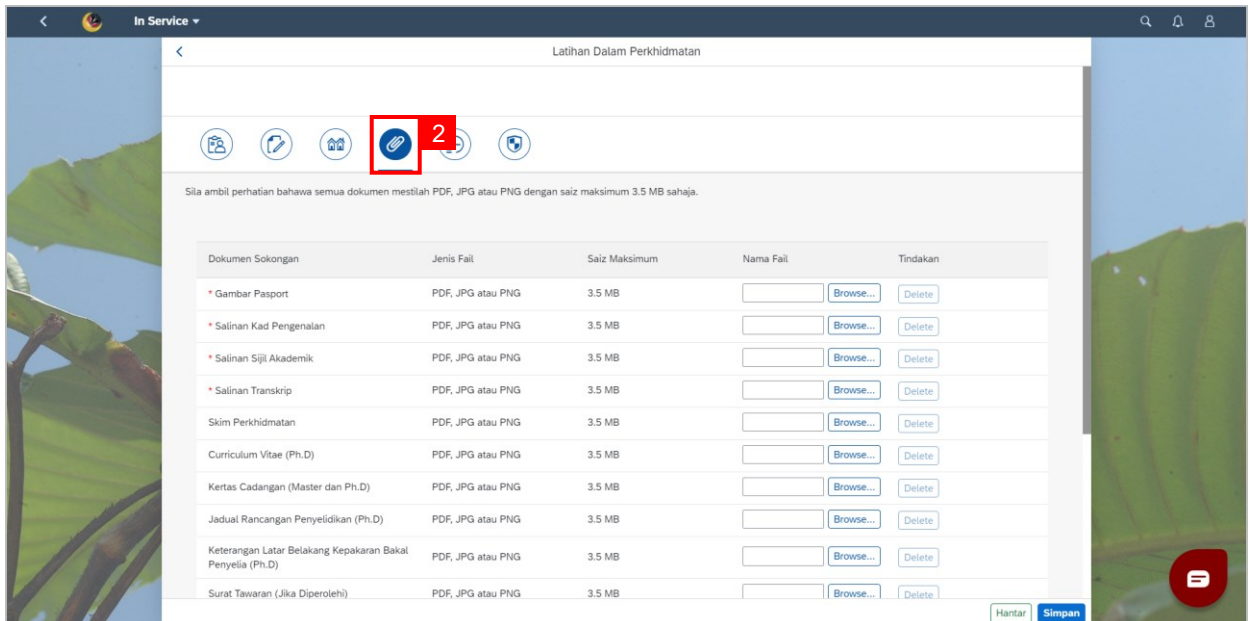 In Service
Latihan Dalam Perkhidmatan
2
Sila ambil perhatian bahawa semua dokumen mestilah PDF, JPG atau PNG dengan saiz maksimum 3.5 MB sahaja.
Dokumen Sokongan Jenis Fail Saiz Maksimum Nama Fail Tindakan
* Gambar Pasport PDF, JPG atau PNG 3.5 MB Browse... Delete
* Salinan Kad Pengenalan PDF, JPG atau PNG 3.5 MB Browse... Delete
* Salinan Sijil Akademik PDF, JPG atau PNG 3.5 MB Browse... Delete
* Salinan Transkrip PDF, JPG atau PNG 3.5 MB Browse... Delete
Skim Perkhidmatan PDF, JPG atau PNG 3.5 MB Browse... Delete
Curriculum Vitae (Ph.D) PDF, JPG atau PNG 3.5 MB Browse... Delete
Kertas Cadangan (Master dan Ph.D) PDF, JPG atau PNG 3.5 MB Browse... Delete
Jadual Rancangan Penyelidikan (Ph.D) PDF, JPG atau PNG 3.5 MB Browse... Delete
Keterangan Latar Belakang Kepakaran Bakal
Penyelia (Ph.D) PDF, JPG atau PNG 3.5 MB Browse... Delete
Surat Tawaran (Jika Diperolehi) PDF, JPG atau PNG 3.5 MB Browse... Delete
Hantar Simpan